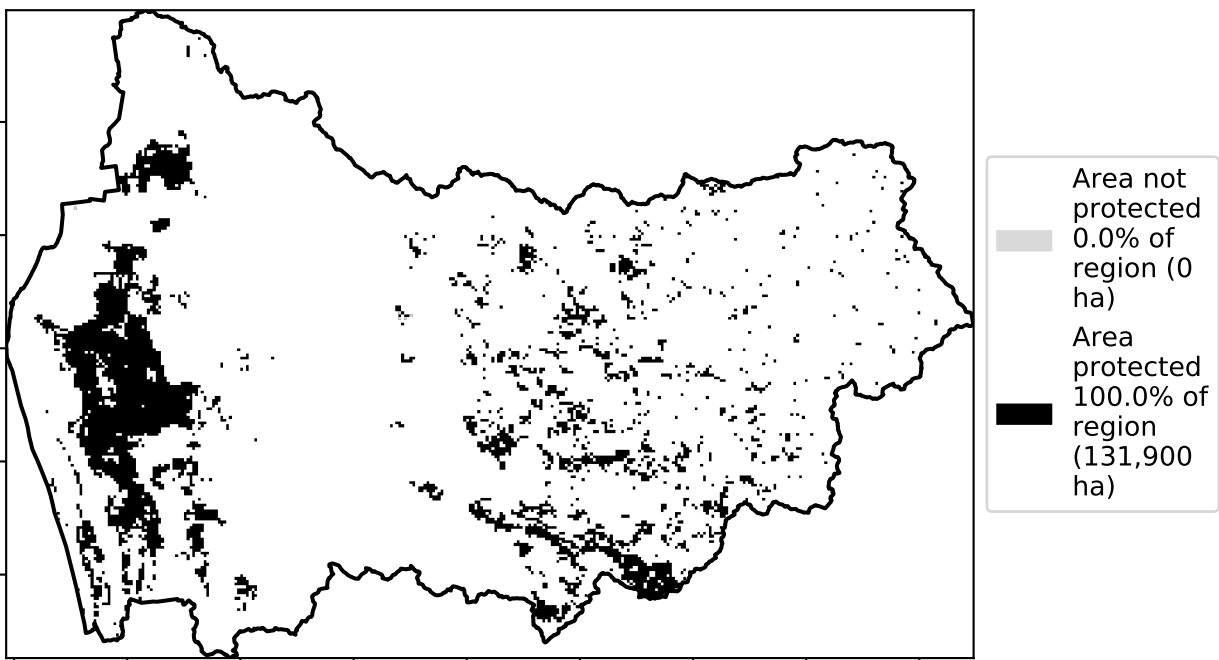 Area not
protected
0.0% of
region (0
ha)
Area
protected
100.0% of
region
(131,900
ha)